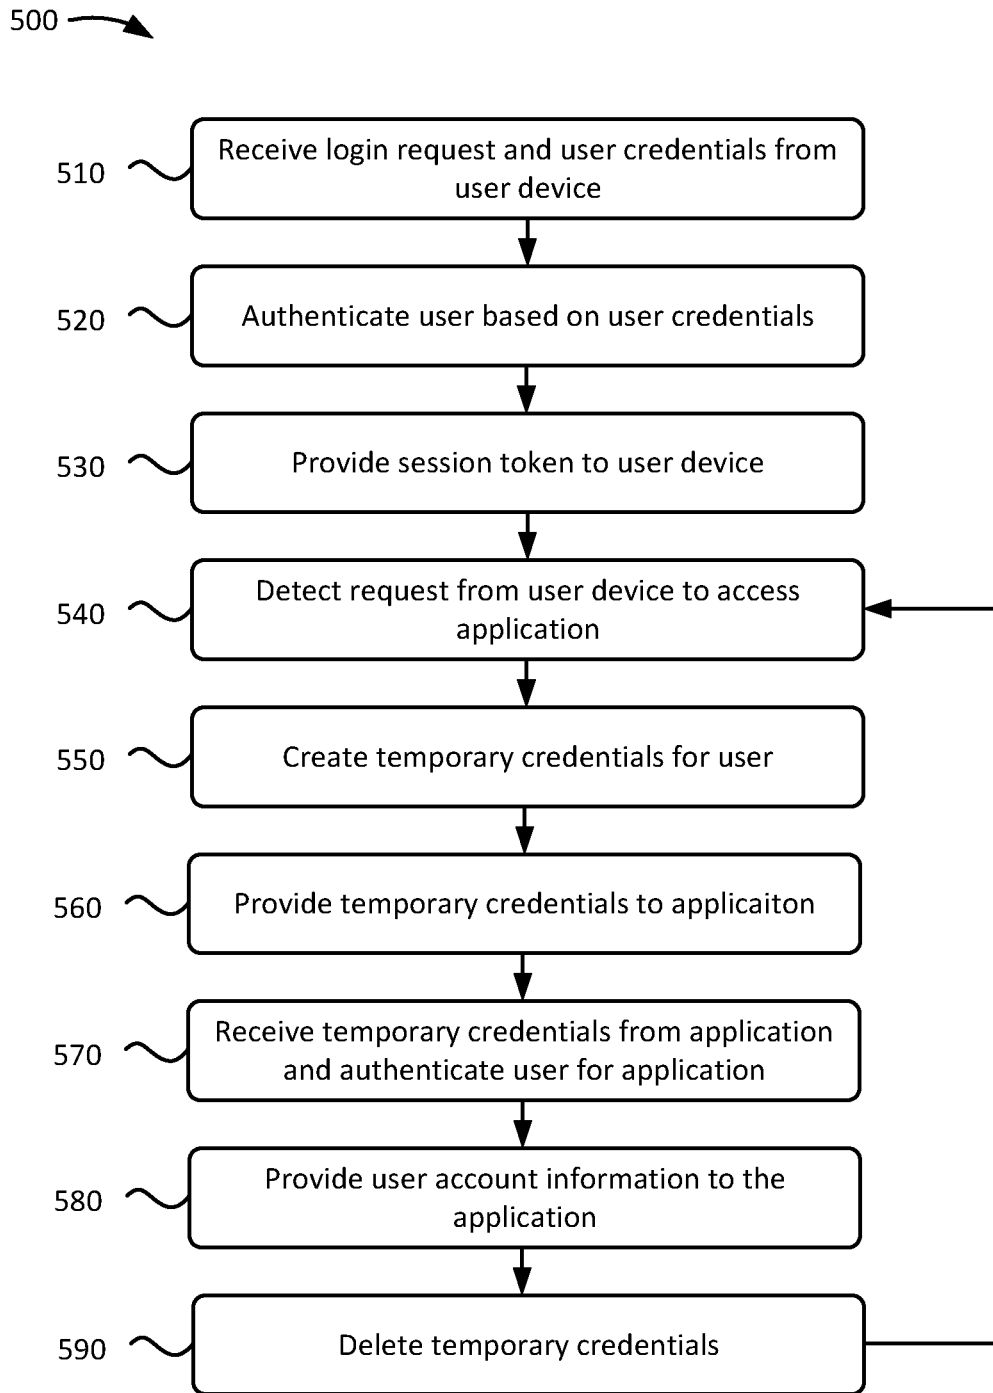 500
510
Receive login request and user credentials from
user device
520
Authenticate user based on user credentials
530
Provide session token to user device
540
Detect request from user device to access
application
550
Create temporary credentials for user
560
Provide temporary credentials to applicaiton
570
Receive temporary credentials from application
and authenticate user for application
580
Provide user account information to the
application
590
Delete temporary credentials